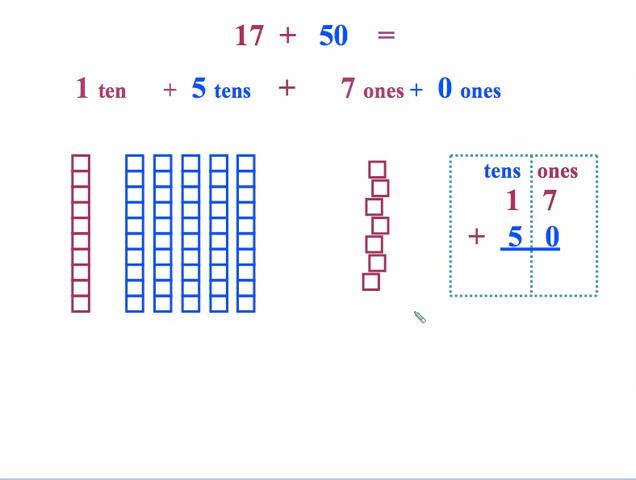 17 + 50 =
1 ten + 5 tens + 7 ones + 0 ones
tens ones
1 7
+ 5 0